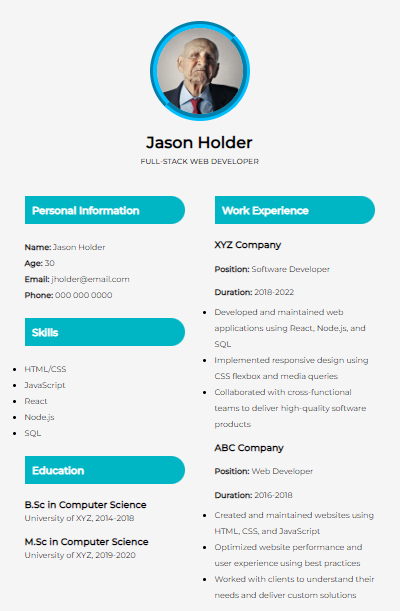 Jason Holder
FULL-STACK WEB DEVELOPER
Personal Information
Name: Jason Holder
Age: 30
Email: jholder@email.com
Phone: 000 000 0000
Skills
HTML/CSS
JavaScript
React
Node.js
SQL
Education
B.Sc in Computer Science
University of XYZ, 2014-2018
M.Sc in Computer Science
University of XYZ, 2019-2020
Work Experience
XYZ Company
Position: Software Developer
Duration: 2018-2022
Developed and maintained web
applications using React, Node.js, and
SQL
Implemented responsive design using
CSS flexbox and media queries
Collaborated with cross-functional
teams to deliver high-quality software
products
ABC Company
Position: Web Developer
Duration: 2016-2018
Created and maintained websites using
HTML, CSS, and JavaScript
Optimized website performance and
user experience using best practices
Worked with clients to understand their
needs and deliver custom solutions